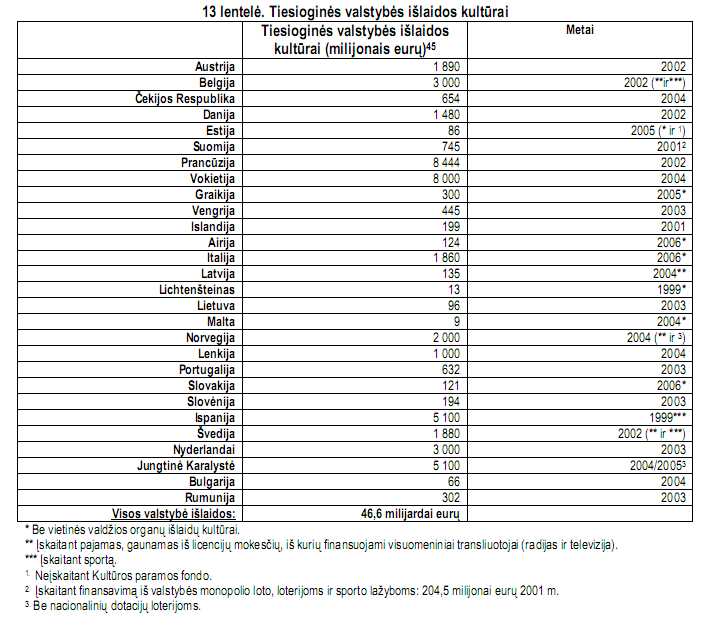 13 lentelė. Tiesioginės valstybės išlaidos kultūrai
Tiesioginės valstybės išlaidos kultūrai (milijonais eurų)45 Metai
Austrija 1 890 2002
Belgija 3 000 2002 (**ir***)
Čekijos Respublika 654 2004
Danija 1 480 2002
Estija 86 2005 (* ir 1)
Suomija 745 20012
Prancūzija 8 444 2002
Vokietija 8 000 2004
Graikija 300 2005*
Vengrija 445 2003
Islandija 199 2001
Airija 124 2006*
Italija 1 860 2006*
Latvija 135 2004**
Lichtenšteinas 13 1999*
Lietuva 96 2003
Malta 9 2004*
Norvegija 2 000 2004 (** ir 3)
Lenkija 1 000 2004
Portugalija 632 2003
Slovakija 121 2006*
Slovėnija 194 2003
Ispanija 5 100 1999***
Švedija 1 880 2002 (** ir ***)
Nyderlandai 3 000 2003
Jungtinė Karalystė 5 100 2004/20053
Bulgarija 66 2004
Rumunija 302 2003
Visos valstybė išlaidos: 46,6 milijardai eurų
* Be vietinės valdžios organų išlaidų kultūrai.
** Įskaitant pajamas, gaunamas iš licencijų mokesčių, iš kurių finansuojami visuomeniniai transliuotojai (radijas ir televizija).
*** Įskaitant sportą.
1. Neįskaitant Kultūros paramos fondo.
2 Įskaitant finansavimą iš valstybės monopolio loto, loterijoms ir sporto lažyboms: 204,5 milijonai eurų 2001 m.
3. Be nacionalinių dotacijų loterijoms.